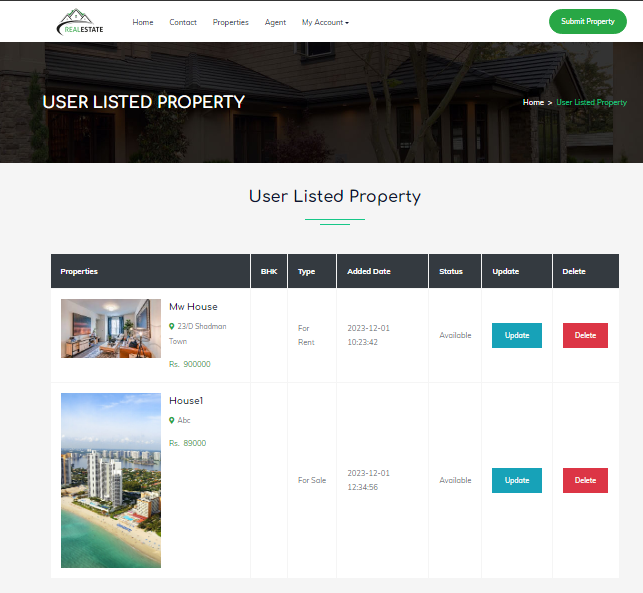 REALESTATE
Home Contact Properties Agent My Account
Submit Property
USER LISTED PROPERTY
Home > User Listed Property
User Listed Property
Properties BHK Type Added Date Status Update Delete
Mw House
23/D Shadman
Town
Rs. 900000
For
Rent
2023-12-01
10:23:42
Available
Update
Delete
House1
Abc
Rs. 89000
For Sale
2023-12-01
12:34:56
Available
Update
Delete